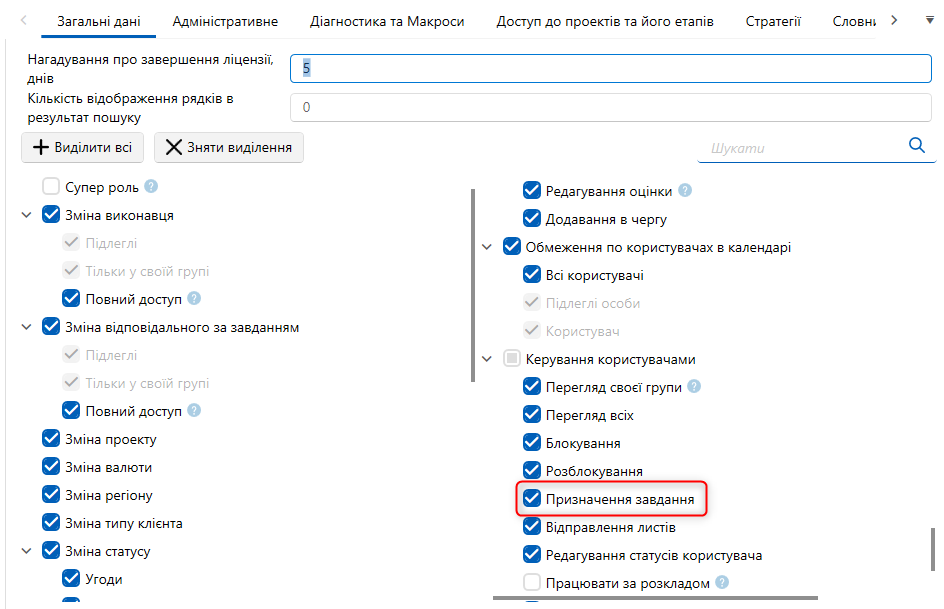 Загальні дані
Адміністративне
Діагностика та Макроси
Доступ до проектів та його етапів
Стратегії
Нагадування про завершення ліцензії, днів
5
Кількість відображення рядків в результат пошуку
0
Виділити всі
Зняти виділення
Шукати
Супер роль ?
Зміна виконавця
Підлеглі
Тільки у своїй групі
Повний доступ ?
Зміна відповідального за завданням
Підлеглі
Тільки у своїй групі
Повний доступ ?
Зміна проекту
Зміна валюти
Зміна регіону
Зміна типу клієнта
Зміна статусу
Угоди
Редагування оцінки ?
Додавання в чергу
Обмеження по користувачах в календарі
Всі користувачі
Підлеглі особи
Користувач
Керування користувачами
Перегляд своєї групи ?
Перегляд всіх
Блокування
Розблокування
Призначення завдання
Відправлення листів
Редагування статусів користувача
Працювати за розкладом ?